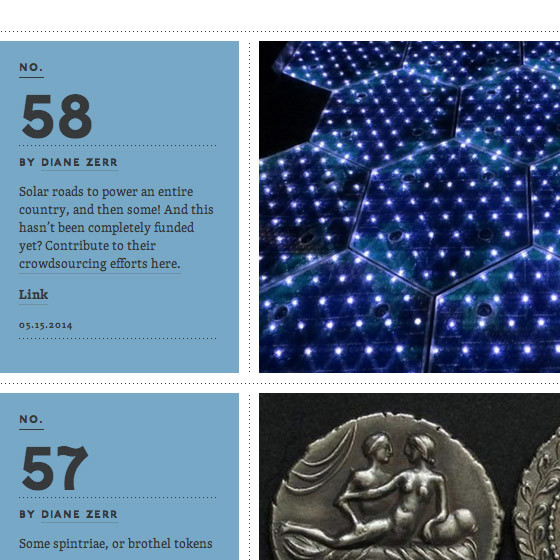 NO.
58
BY DIANE ZERR
Solar roads to power an entire
country, and then some! And this
hasn't been completely funded
yet? Contribute to their
crowdsourcing efforts here.
Link
05.15.2014
NO.
57
BY DIANE ZERR
Some spintriae, or brothel tokens